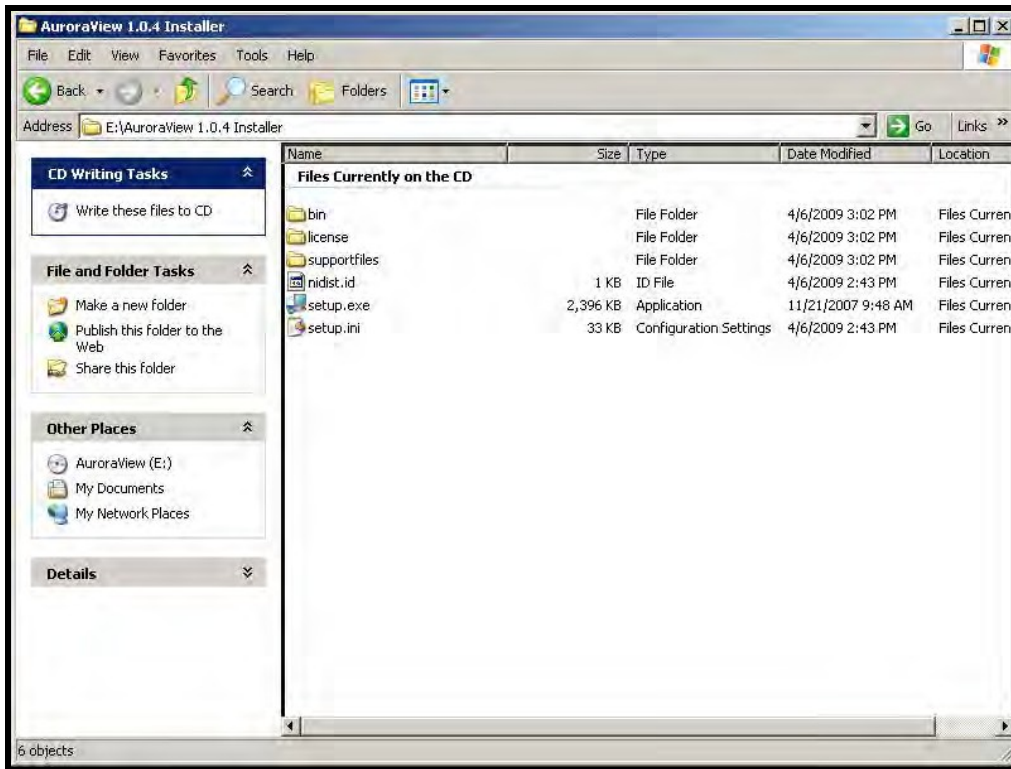 AuroraView 1.0.4 Installer
File Edit View Favorites Tools Help
Back Search Folders
Address E:\AuroraView 1.0.4 Installer Go Links »
CD Writing Tasks
Write these files to CD
File and Folder Tasks
Make a new folder
Publish this folder to the
Web
Share this folder
Other Places
AuroraView (E:)
My Documents
My Network Places
Details
Name Size Type Date Modified Location
Files Currently on the CD
bin File Folder 4/6/2009 3:02 PM Files Curren
license File Folder 4/6/2009 3:02 PM Files Curren
supportfiles File Folder 4/6/2009 3:02 PM Files Curren
nidist.id 1 KB ID File 4/6/2009 2:43 PM Files Curren
setup.exe 2,396 KB Application 11/21/2007 9:48 AM Files Curren
setup.ini 33 KB Configuration Settings 4/6/2009 2:43 PM Files Curren
6 objects